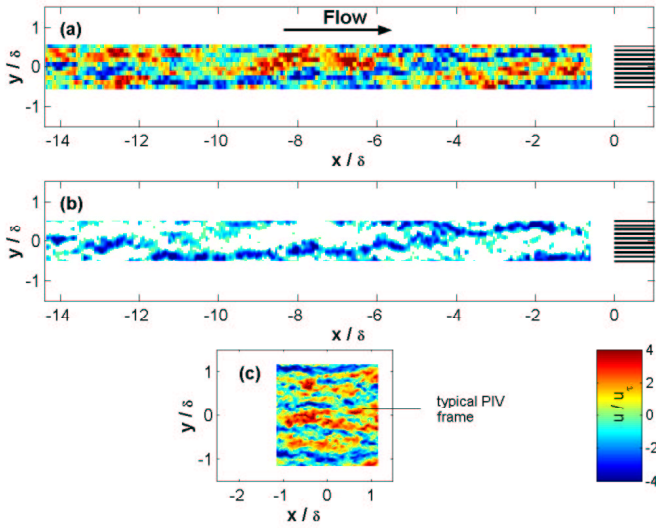 (a)
Flow
1
0
-1
y / δ
-14 -12 -10 -8 -6 -4 -2 0
x / δ
(b)
1
0
-1
y / δ
-14 -12 -10 -8 -6 -4 -2 0
x / δ
(c)
1
0
-1
y / δ
-2 -1 0 1
x / δ
typical PIV
frame
4
2
0
-2
-4
u / uτ